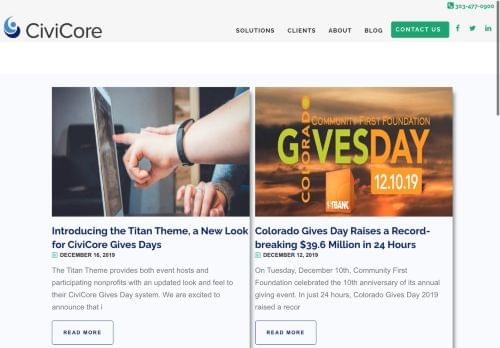 303-477-0900
CiviCore
SOLUTIONS CLIENTS ABOUT BLOG CONTACT US
COLORADO
COMMUNITY FIRST FOUNDATION
GIVESDAY
12.10.19
1STBANK
Introducing the Titan Theme, a New Look
for CiviCore Gives Days
DECEMBER 16, 2019
The Titan Theme provides both event hosts and
participating nonprofits with an updated look and feel to
their CiviCore Gives Day system. We are excited to
announce that i
READ MORE
Colorado Gives Day Raises a Record-
breaking $39.6 Million in 24 Hours
DECEMBER 12, 2019
On Tuesday, December 10th, Community First
Foundation celebrated the 10th anniversary of its annual
giving event. In just 24 hours, Colorado Gives Day 2019
raised a recor
READ MORE